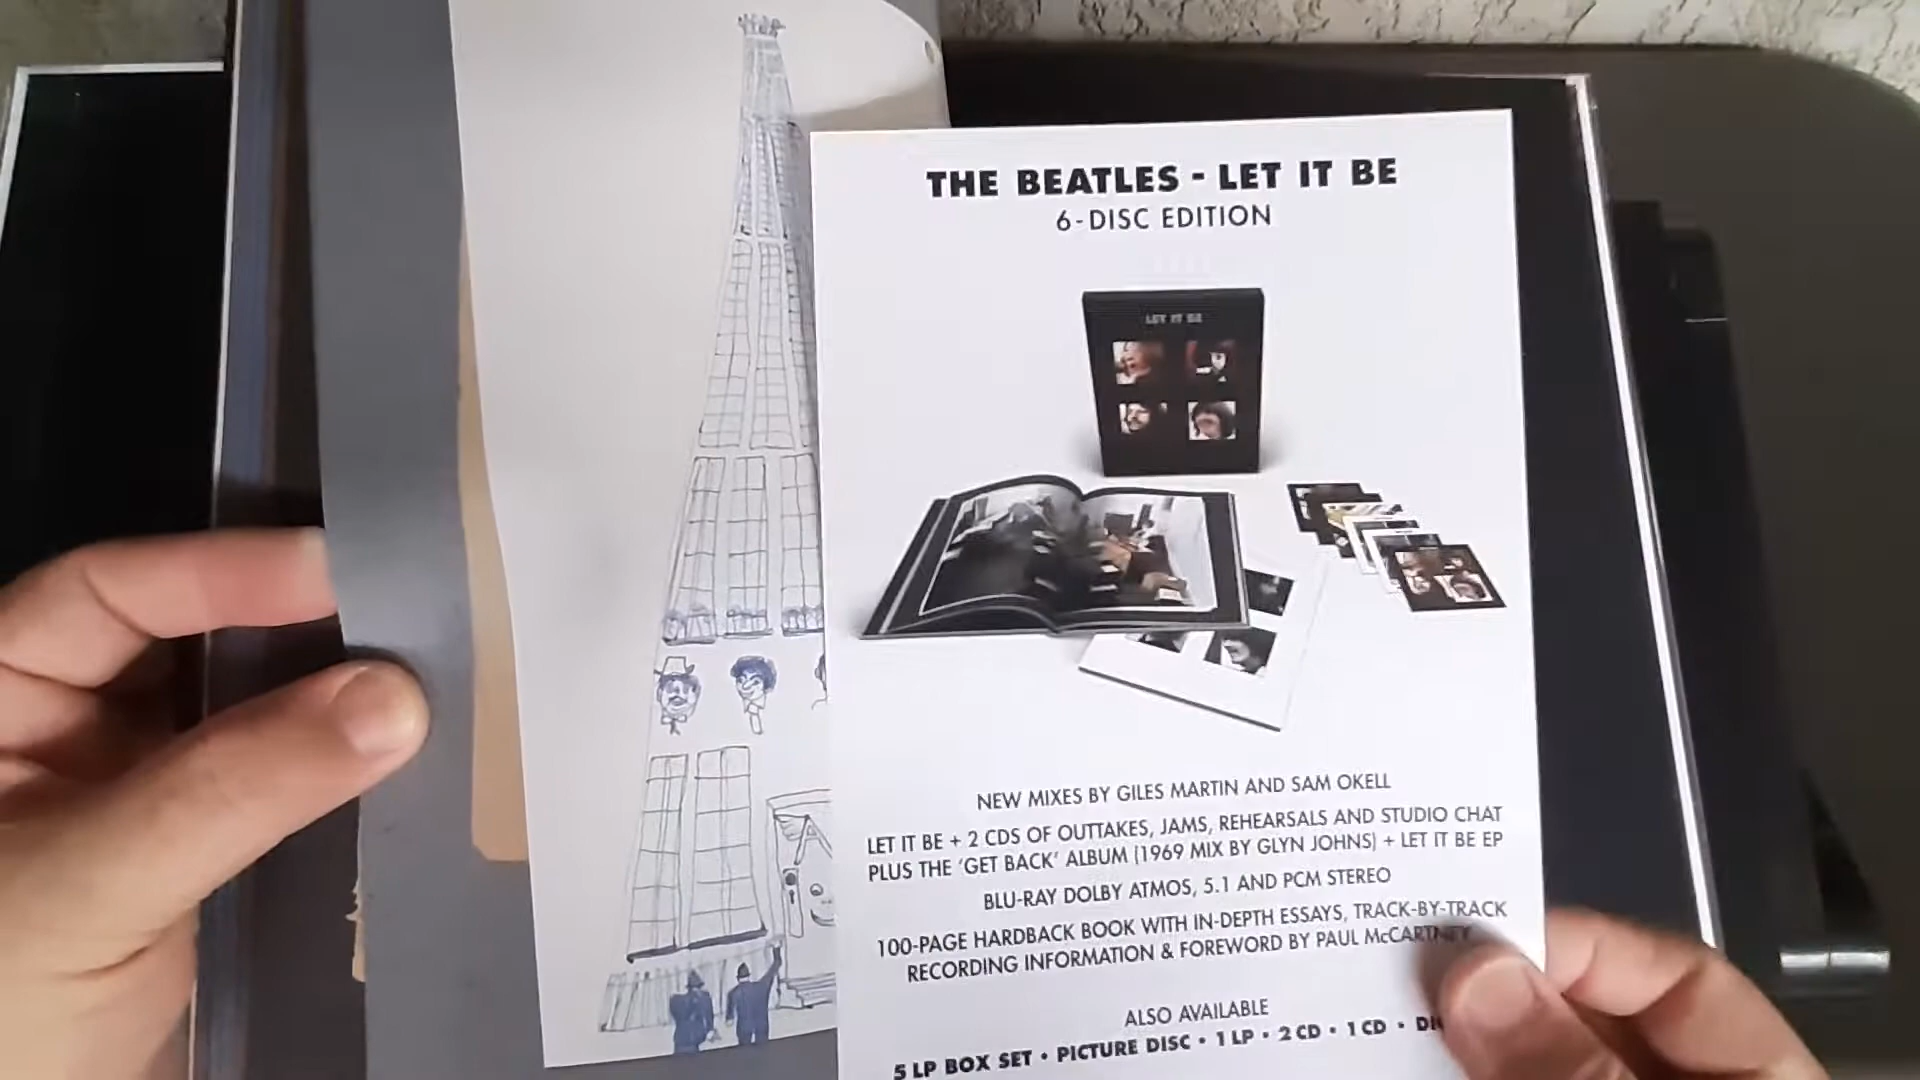 THE BEATLES - LET IT BE
6-DISC EDITION
LET IT BE
NEW MIXES BY GILES MARTIN AND SAM OKELL
LET IT BE + 2 CDS OF OUTTAKES, JAMS, REHEARSALS AND STUDIO CHAT
PLUS THE ‘GET BACK’ ALBUM (1969 MIX BY GLYN JOHNS) + LET IT BE EP
BLU-RAY DOLBY ATMOS, 5.1 AND PCM STEREO
100-PAGE HARDBACK BOOK WITH IN-DEPTH ESSAYS, TRACK-BY-TRACK
RECORDING INFORMATION & FOREWORD BY PAUL McCARTNEY
ALSO AVAILABLE
5 LP BOX SET • PICTURE DISC • 1 LP • 2 CD • 1 CD •